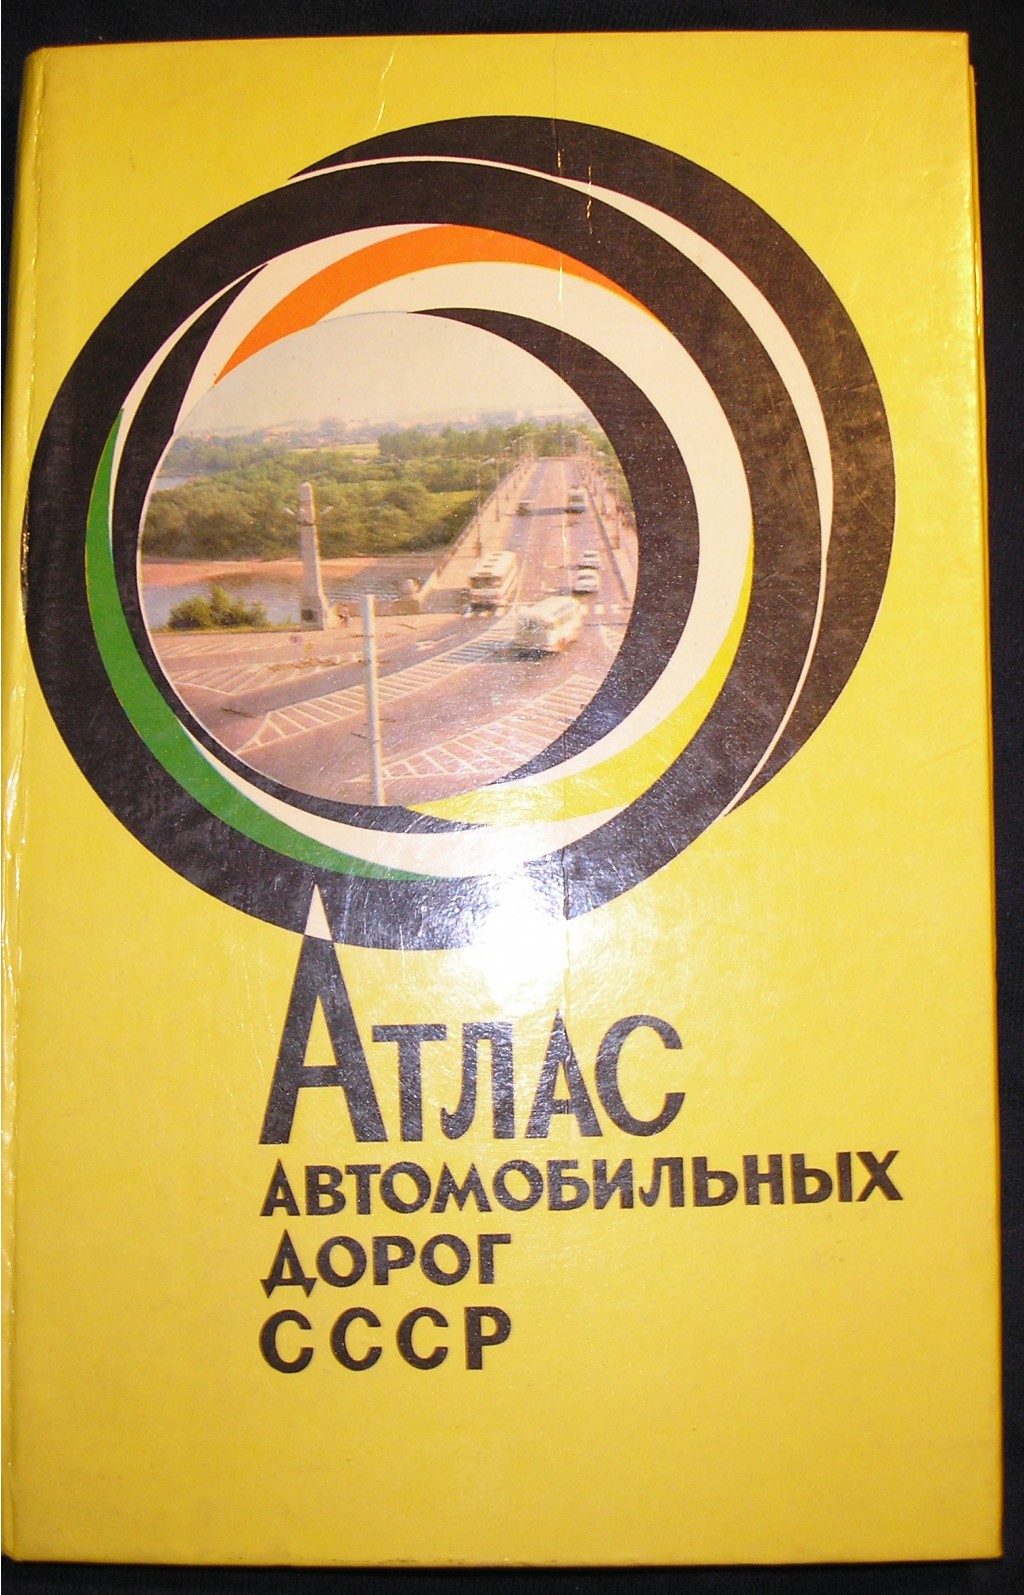 Атлас
автомобильных
дорог
СССР